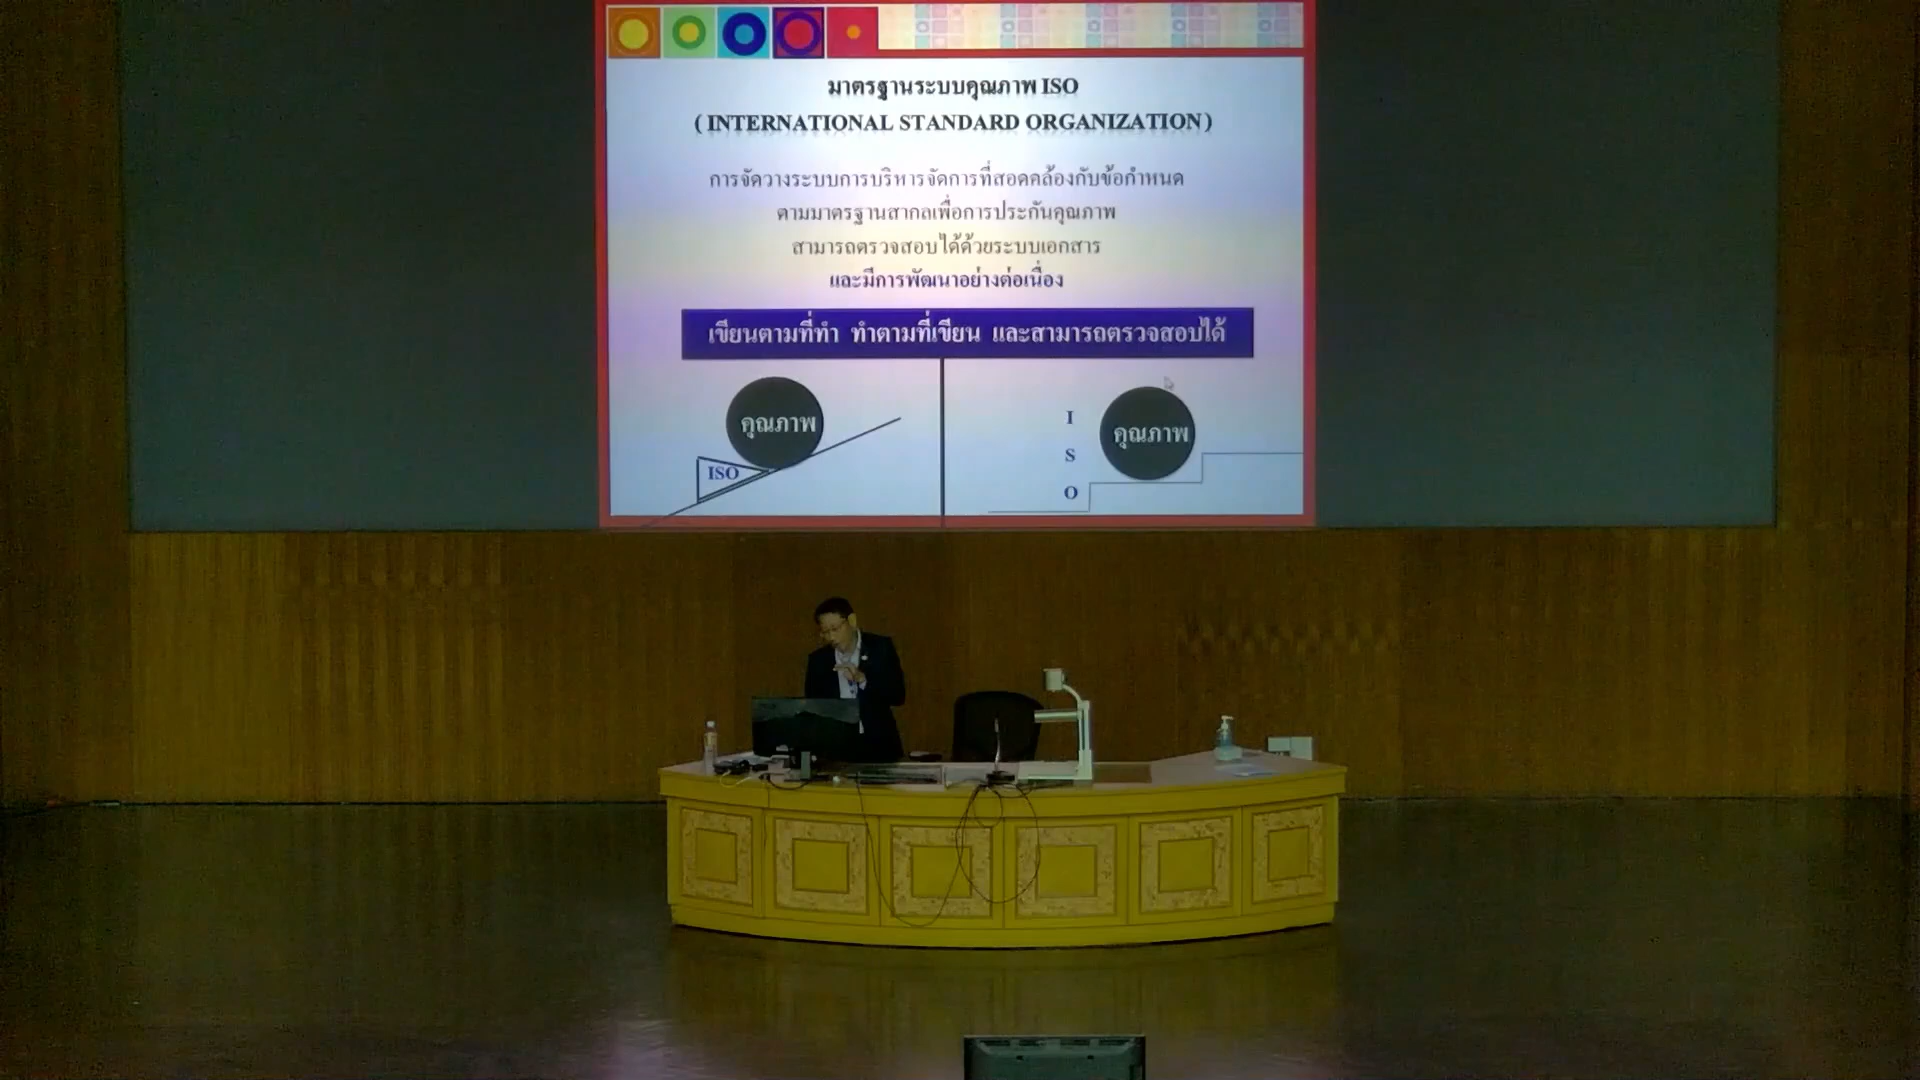 มาตรฐานระบบคุณภาพ ISO
( INTERNATIONAL STANDARD ORGANIZATION )
การจัดวางระบบการบริหารจัดการที่สอดคล้องกับข้อกำหนด
ตามมาตรฐานสากลเพื่อการประกันคุณภาพ
สามารถตรวจสอบได้ด้วยระบบเอกสาร
และมีการพัฒนาอย่างต่อเนื่อง
เขียนตามที่ทำ ทำตามที่เขียน และสามารถตรวจสอบได้
คุณภาพ
ISO
I
S
O
คุณภาพ